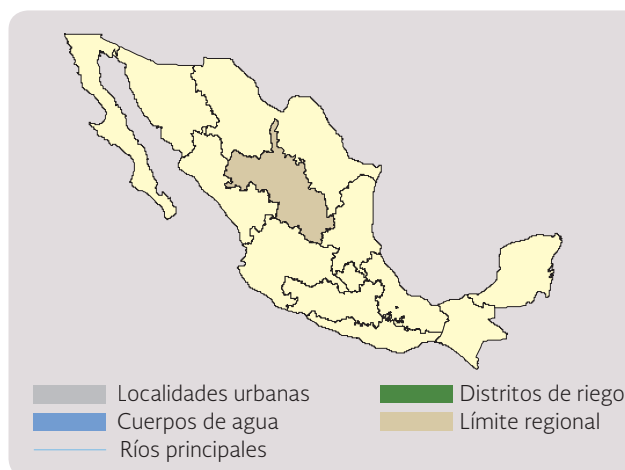 Localidades urbanas
Cuerpos de agua
Ríos principales
Distritos de riego
Límite regional